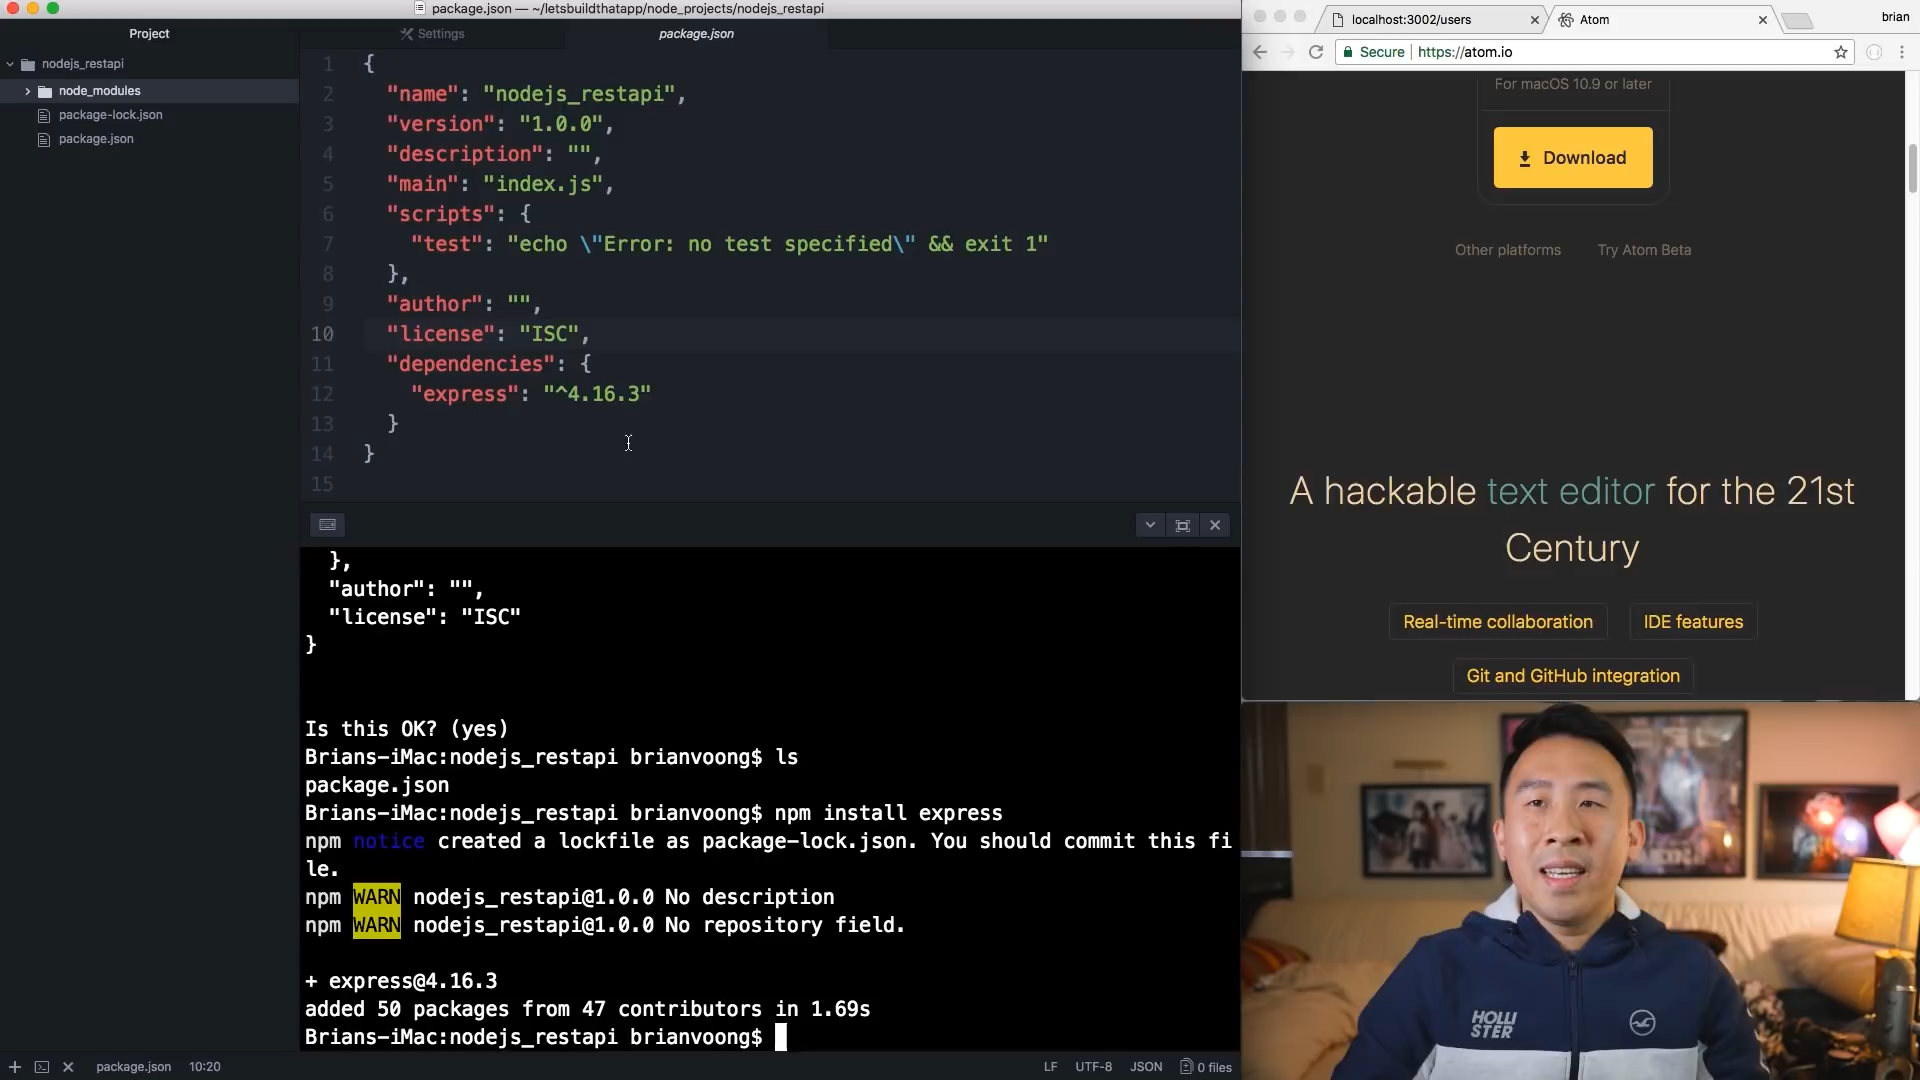 package.json — ~/letsbuildthatapp/node_projects/nodejs_restapi
Project
nodejs_restapi
node_modules
package-lock.json
package.json
Settings
package.json
1 {
2 "name": "nodejs_restapi",
3 "version": "1.0.0",
4 "description": "",
5 "main": "index.js",
6 "scripts": {
7 "test": "echo \"Error: no test specified\" && exit 1"
8 },
9 "author": "",
10 "license": "ISC",
11 "dependencies": {
12 "express": "^4.16.3"
13 }
14 }
15
},
"author": "",
"license": "ISC"
}
Is this OK? (yes)
Brians-iMac:nodejs_restapi brianvoong$ ls
package.json
Brians-iMac:nodejs_restapi brianvoong$ npm install express
npm notice created a lockfile as package-lock.json. You should commit this fi
le.
npm WARN nodejs_restapi@1.0.0 No description
npm WARN nodejs_restapi@1.0.0 No repository field.
+ express@4.16.3
added 50 packages from 47 contributors in 1.69s
Brians-iMac:nodejs_restapi brianvoong$
package.json 10:20
LF UTF-8 JSON 0 files
localhost:3002/users
Atom
brian
Secure https://atom.io
For macOS 10.9 or later
Download
Other platforms Try Atom Beta
A hackable text editor for the 21st
Century
Real-time collaboration
IDE features
Git and GitHub integration
HOLLI
STER